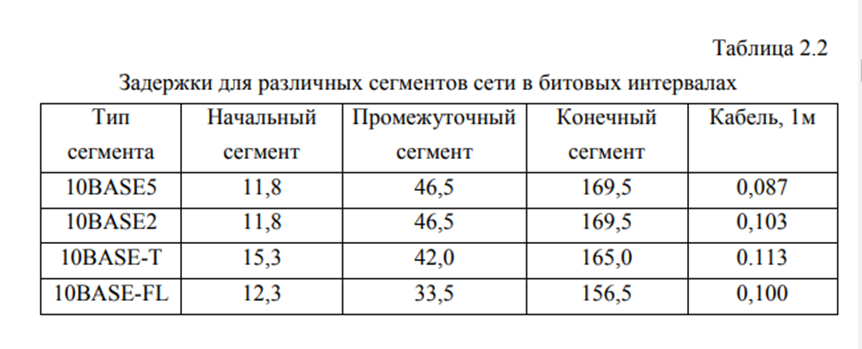 Таблица 2.2
Задержки для различных сегментов сети в битовых интервалах
Тип сегмента Начальный сегмент Промежуточный сегмент Конечный сегмент Кабель, 1м
10BASE5 11,8 46,5 169,5 0,087
10BASE2 11,8 46,5 169,5 0,103
10BASE-T 15,3 42,0 165,0 0.113
10BASE-FL 12,3 33,5 156,5 0,100